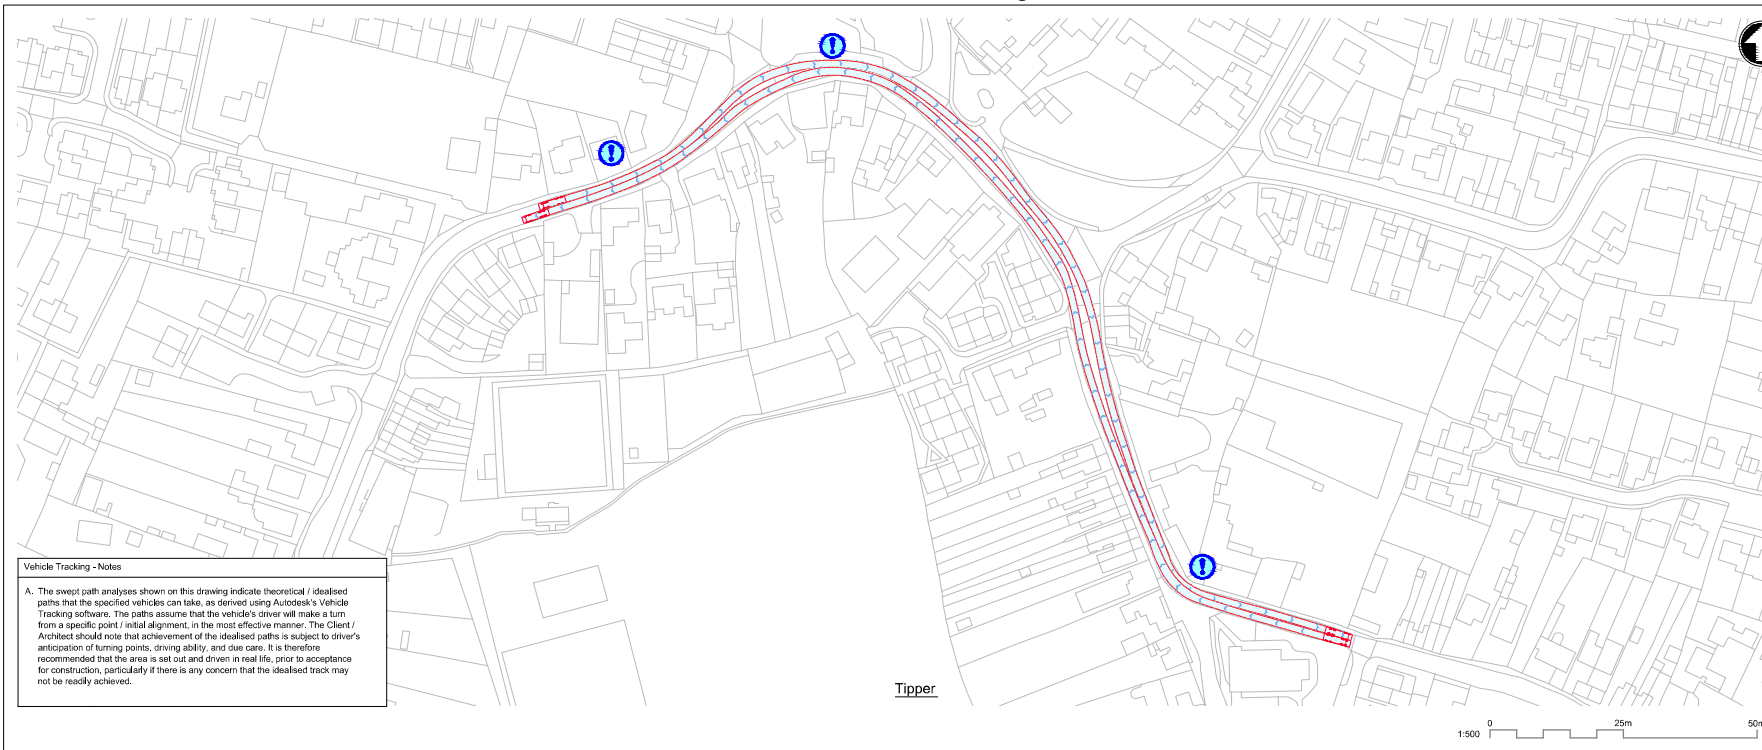 Vehicle Tracking - Notes
A. The swept path analyses shown on this drawing indicate theoretical / idealised
paths that the specified vehicles can take, as derived using Autodesk's Vehicle
Tracking software. The paths assume that the vehicle's driver will make a turn
from a specific point / initial alignment, in the most effective manner. The Client /
Architect should note that achievement of the idealised paths is subject to driver's
anticipation of turning points, driving ability, and due care. It is therefore
recommended that the area is set out and driven in real life, prior to acceptance
for construction, particularly if there is any concern that the idealised track may
not be readily achieved.
Tipper
1:500 0 25m 50m